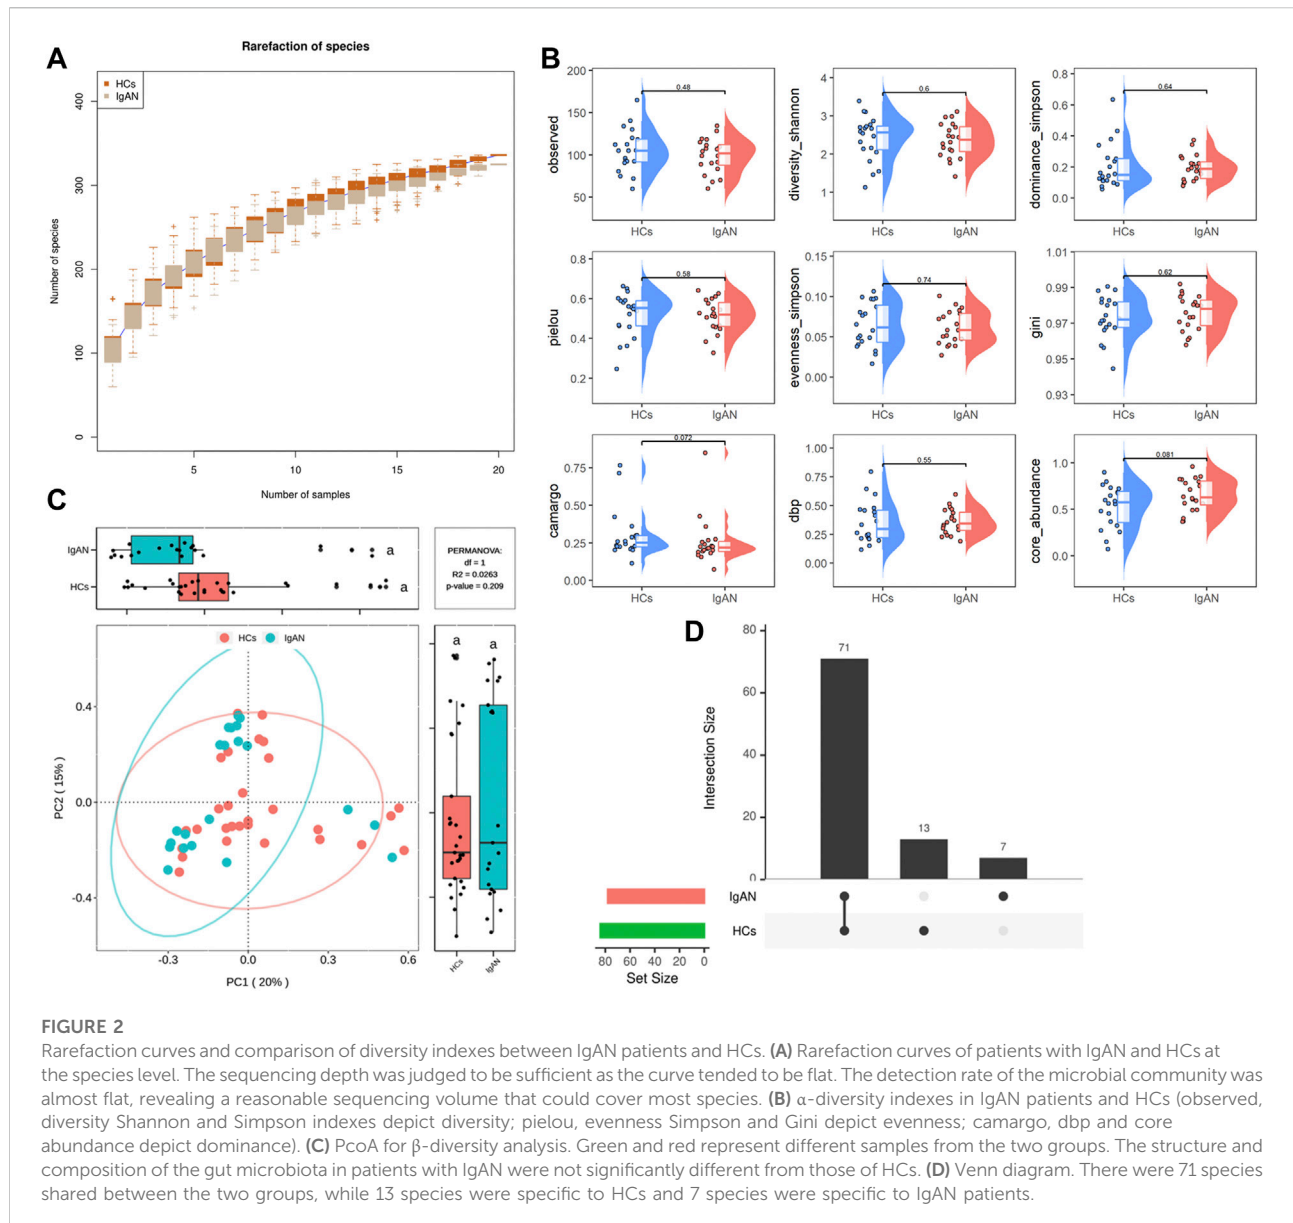 A
Rarefaction of species
HCs
IgAN
Number of species
400
300
200
100
0
5
10
15
20
Number of samples
B
observed
200
150
100
50
0.48
HCs
IgAN
diversity_shannon
4
3
2
1
0.6
HCs
IgAN
dominance_simpson
0.8
0.6
0.4
0.2
0.0
0.64
HCs
IgAN
pielou
0.6
0.4
0.2
0.58
HCs
IgAN
evenness_simpson
0.15
0.10
0.05
0.00
0.74
HCs
IgAN
gini
1.01
0.99
0.97
0.95
0.93
0.62
HCs
IgAN
camargo
0.75
0.50
0.25
0.00
0.072
HCs
IgAN
dbp
1.00
0.75
0.50
0.25
0.00
0.55
HCs
IgAN
core_abundance
1.0
0.5
0.0
0.081
HCs
IgAN
C
IgAN
HCs
a
a
PERMANOVA:
df = 1
R2 = 0.0263
p-value = 0.209
HCs
IgAN
PC2 ( 15%)
0.4
0.0
-0.4
-0.3
0.0
0.3
0.6
PC1 ( 20%)
a
a
HCs
IgAN
D
Intersection Size
80
60
40
20
0
71
13
7
IgAN
HCs
80 60 40 20 0
Set Size
FIGURE 2
Rarefaction curves and comparison of diversity indexes between IgAN patients and HCs. (A) Rarefaction curves of patients with IgAN and HCs at
the species level. The sequencing depth was judged to be sufficient as the curve tended to be flat. The detection rate of the microbial community was
almost flat, revealing a reasonable sequencing volume that could cover most species. (B) α-diversity indexes in IgAN patients and HCs (observed,
diversity Shannon and Simpson indexes depict diversity; pielou, evenness Simpson and Gini depict evenness; camargo, dbp and core
abundance depict dominance). (C) PcoA for β-diversity analysis. Green and red represent different samples from the two groups. The structure and
composition of the gut microbiota in patients with IgAN were not significantly different from those of HCs. (D) Venn diagram. There were 71 species
shared between the two groups, while 13 species were specific to HCs and 7 species were specific to IgAN patients.